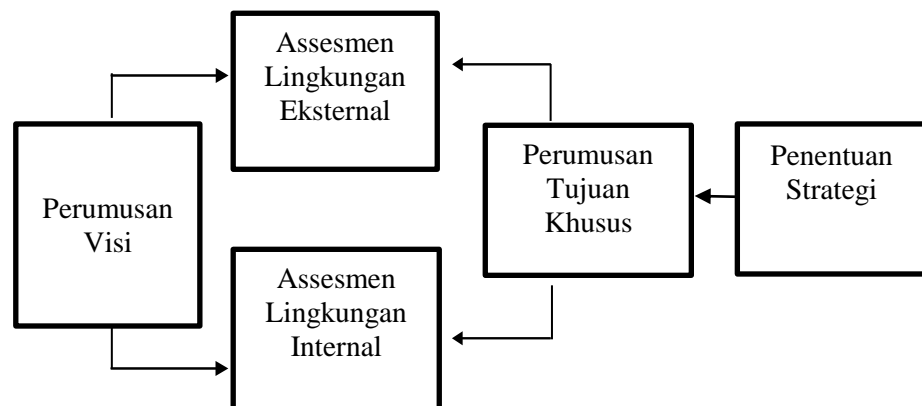 Assesmen
Lingkungan
Eksternal
Perumusan
Visi
Assesmen
Lingkungan
Internal
Perumusan
Tujuan
Khusus
Penentuan
Strategi